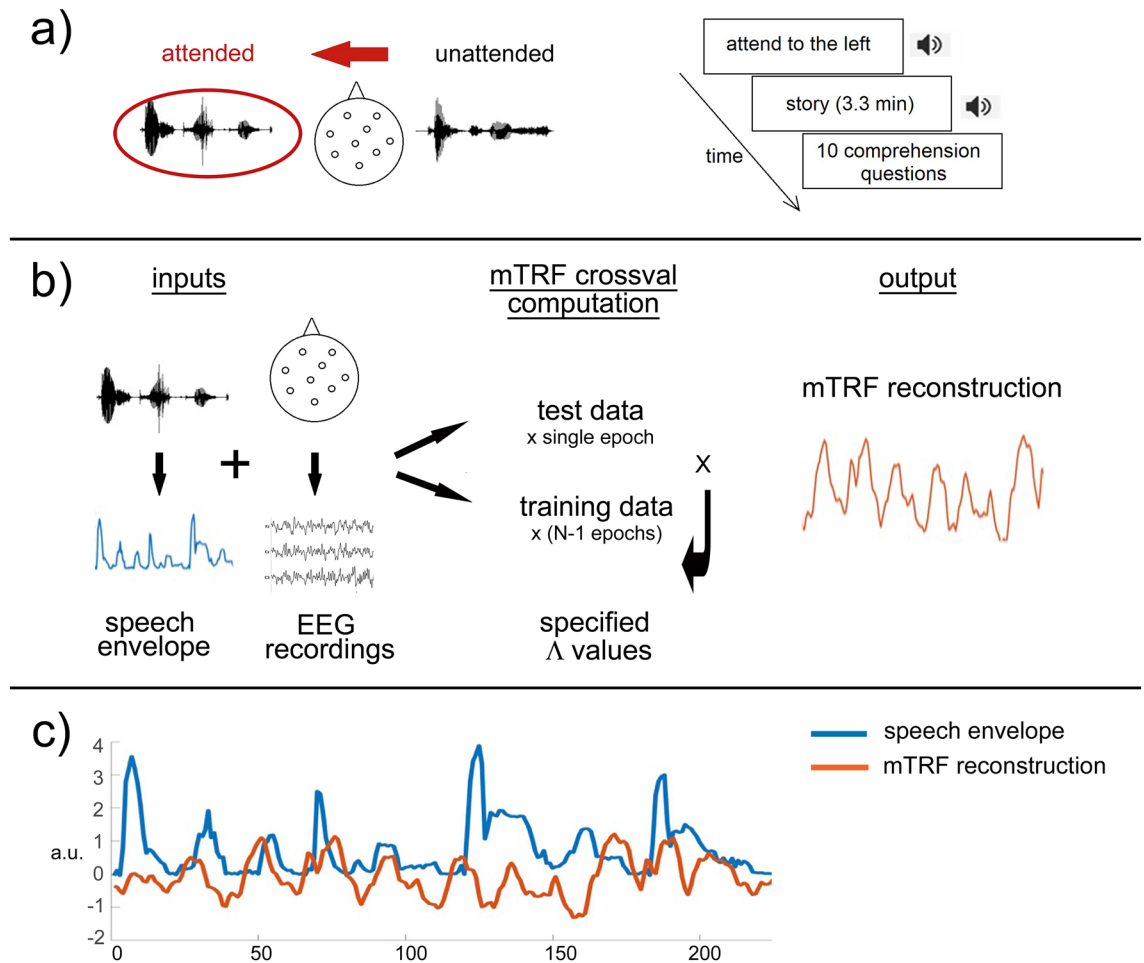 a)
attended
unattended
attend to the left
story (3.3 min)
10 comprehension
questions
time
b)
inputs
mTRF crossval
computation
output
mTRF reconstruction
test data
x single epoch
+
X
training data
x (N-1 epochs)
speech
envelope
EEG
recordings
specified
Λ values
c)
speech envelope
mTRF reconstruction
4
3
2
1
a.u.
0
-1
-2
0 50 100 150 200